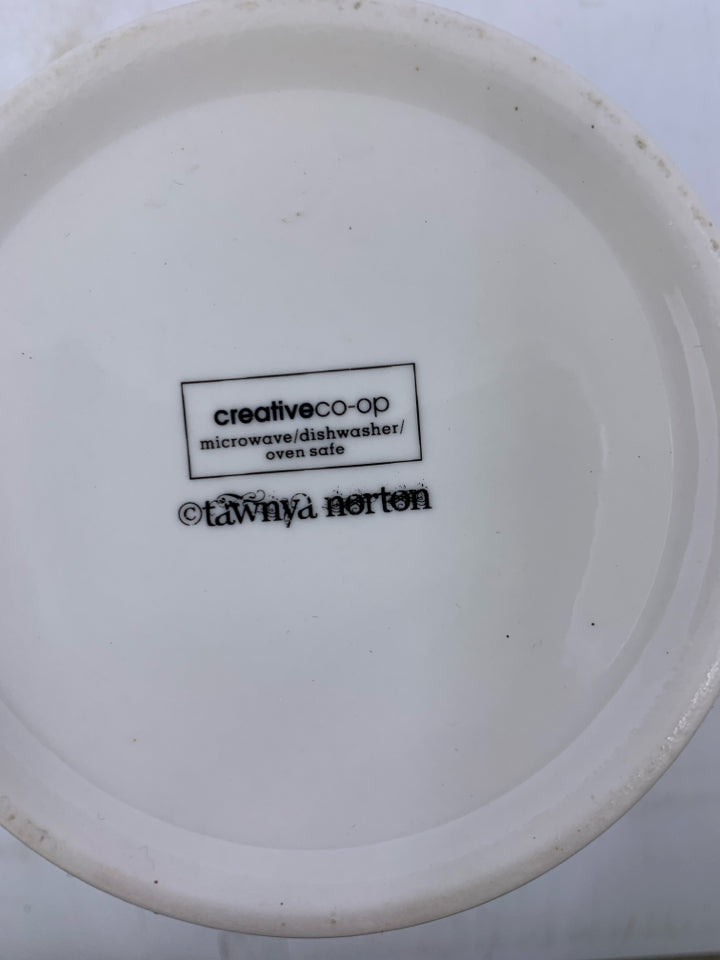 creativeco-op
microwave/dishwasher/
oven safe
©tawnya norton